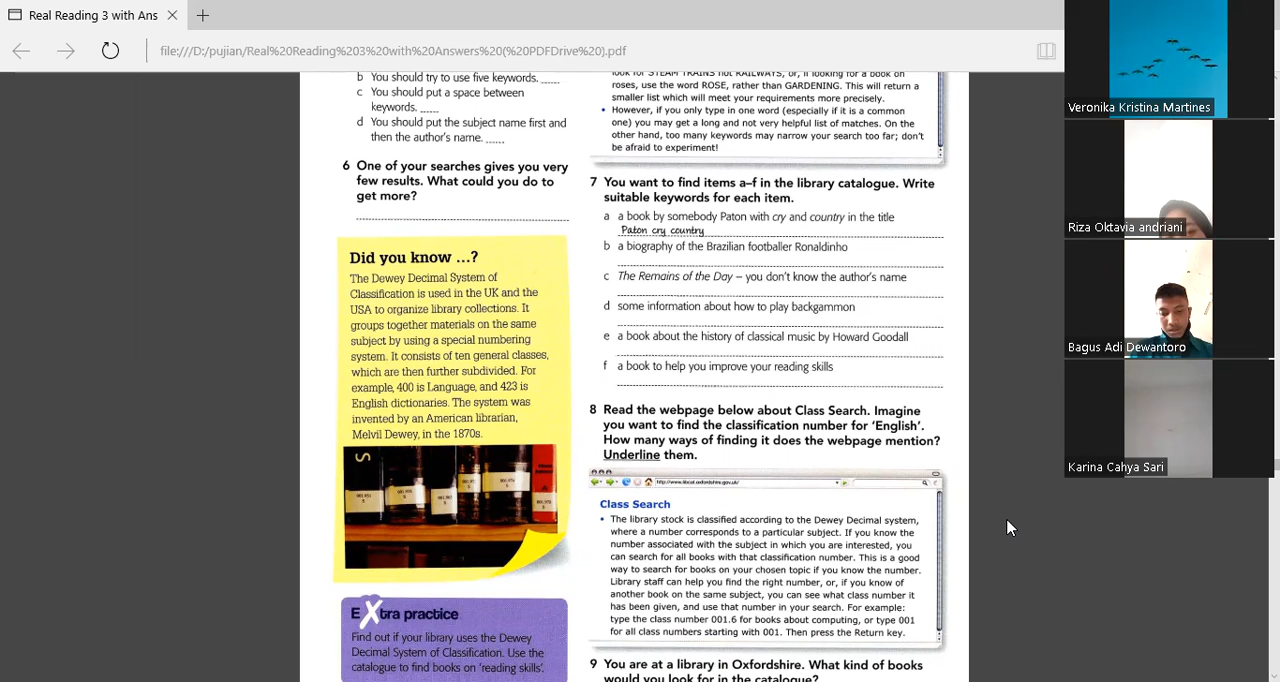 Real Reading 3 with Ans
file:///D:/pujian/Real%20Reading%203%20with%20Answers%20(%20PDFDrive%20).pdf
b You should try to use five keywords. .....
c You should put a space between
keywords. .....
d You should put the subject name first and
then the author's name. .....
6 One of your searches gives you very
few results. What could you do to
get more?
Did you know ...?
The Dewey Decimal System of
Classification is used in the UK and the
USA to organize library collections. It
groups together materials on the same
subject by using a special numbering
system. It consists of ten general classes,
which are then further subdivided. For
example, 400 is Language, and 423 is
English dictionaries. The system was
invented by an American librarian,
Melvil Dewey, in the 1870s.
S
Extra practice
Find out if your library uses the Dewey
Decimal System of Classification. Use the
catalogue to find books on 'reading skills'.
look for STEAM TRAINS not RAILWAYS, or, if looking for a book on
roses, use the word ROSE, rather than GARDENING. This will return a
smaller list which will meet your requirements more precisely.
• However, if you only type in one word (especially if it is a common
one) you may get a long and not very helpful list of matches. On the
other hand, too many keywords may narrow your search too far; don't
be afraid to experiment!
7 You want to find items a–f in the library catalogue. Write
suitable keywords for each item.
a a book by somebody Paton with cry and country in the title
Paton cry country
b a biography of the Brazilian footballer Ronaldinho
c The Remains of the Day – you don't know the author's name
d some information about how to play backgammon
e a book about the history of classical music by Howard Goodall
f a book to help you improve your reading skills
8 Read the webpage below about Class Search. Imagine
you want to find the classification number for 'English'.
How many ways of finding it does the webpage mention?
Underline them.
Class Search
• The library stock is classified according to the Dewey Decimal system,
where a number corresponds to a particular subject. If you know the
number associated with the subject in which you are interested, you
can search for all books with that classification number. This is a good
way to search for books on your chosen topic if you know the number.
Library staff can help you find the right number, or, if you know of
another book on the same subject, you can see what class number it
has been given, and use that number in your search. For example:
type the class number 001.6 for books about computing, or type 001
for all class numbers starting with 001. Then press the Return key.
9 You are at a library in Oxfordshire. What kind of books
would you look for in the catalogue?
Veronika Kristina Martines
Riza Oktavia andriani
Bagus Adi Dewantoro
Karina Cahya Sari